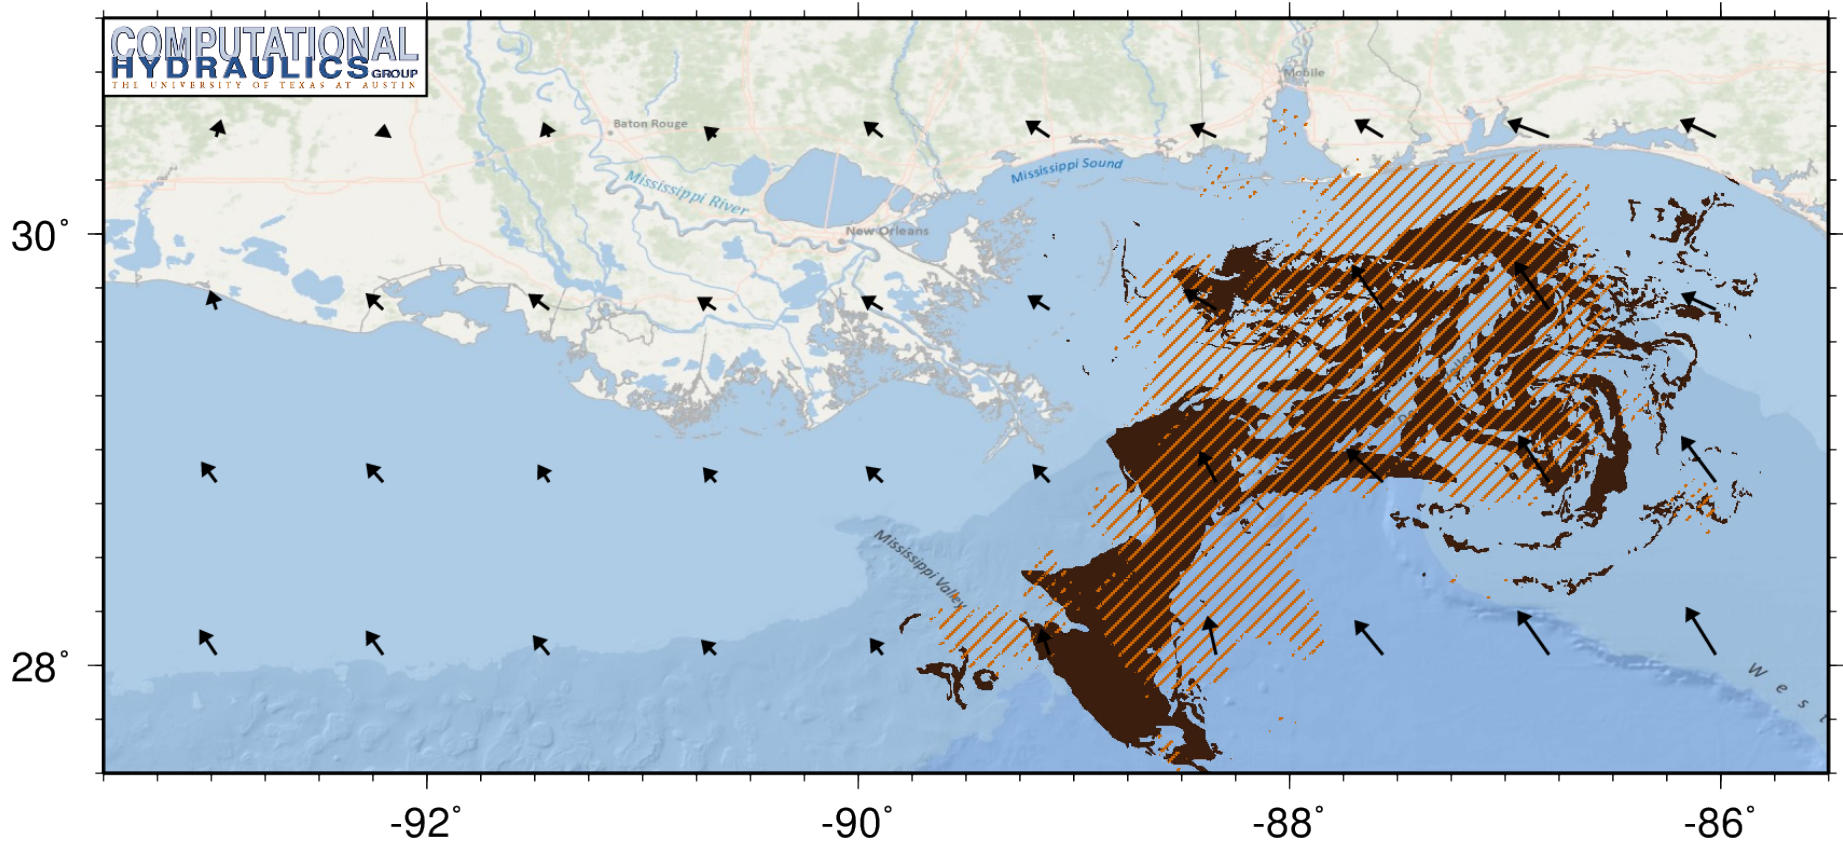 COMPUTATIONAL
HYDRAULICS GROUP
THE UNIVERSITY OF TEXAS AT AUSTIN
Mobile
Baton Rouge
Mississippi Sound
Mississippi River
New Orleans
30°
Mississippi Valley
28°
West
-92°
-90°
-88°
-86°